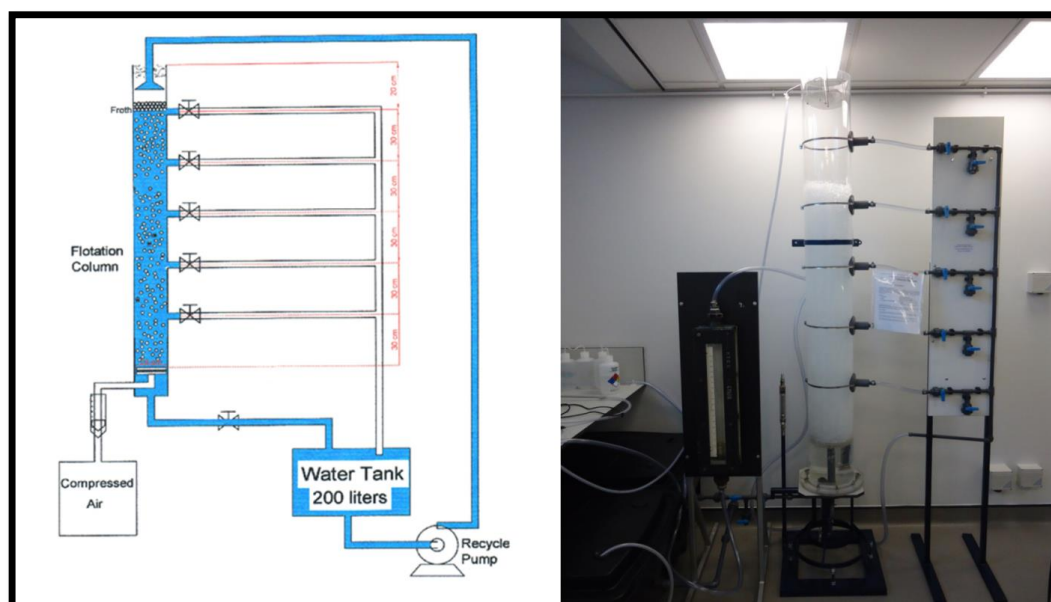 20 cm
Froth
30 cm
30 cm
30 cm
Flotation
Column
30 cm
30 cm
Water Tank
200 liters
Compressed
Air
Recycle
Pump